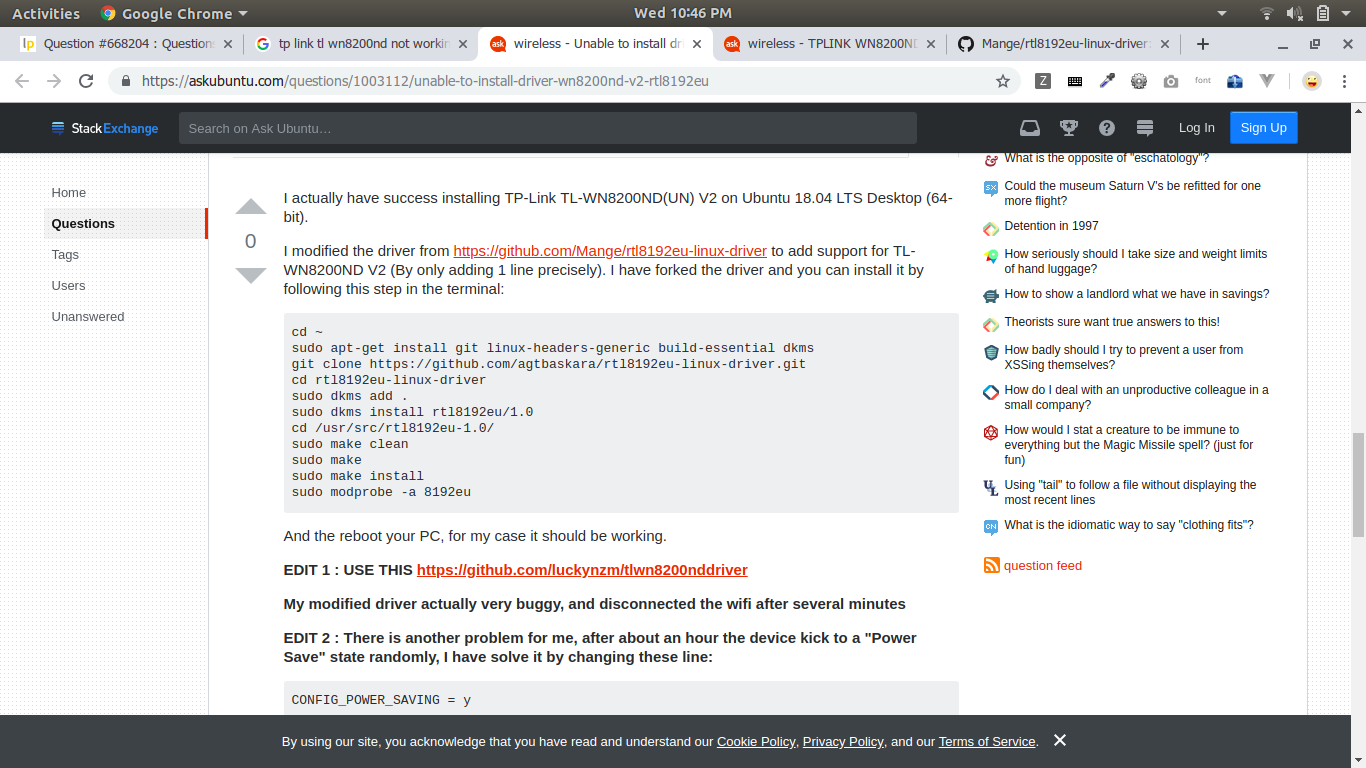 Activities Google Chrome Wed 10:46 PM
lp Question #668204 : Questions
tp link tl wn8200nd not workin
ask wireless - Unable to install dri
ask wireless - TPLINK WN8200ND
Mange/rtl8192eu-linux-driver:
https://askubuntu.com/questions/1003112/unable-to-install-driver-wn8200nd-v2-rtl8192eu
Z
font
StackExchange
Search on Ask Ubuntu…
Log In
Sign Up
Home
Questions
Tags
Users
Unanswered
0
I actually have success installing TP-Link TL-WN8200ND(UN) V2 on Ubuntu 18.04 LTS Desktop (64-
bit).
I modified the driver from https://github.com/Mange/rtl8192eu-linux-driver to add support for TL-
WN8200ND V2 (By only adding 1 line precisely). I have forked the driver and you can install it by
following this step in the terminal:
cd ~
sudo apt-get install git linux-headers-generic build-essential dkms
git clone https://github.com/agtbaskara/rtl8192eu-linux-driver.git
cd rtl8192eu-linux-driver
sudo dkms add .
sudo dkms install rtl8192eu/1.0
cd /usr/src/rtl8192eu-1.0/
sudo make clean
sudo make
sudo make install
sudo modprobe -a 8192eu
And the reboot your PC, for my case it should be working.
EDIT 1 : USE THIS https://github.com/luckynzm/tlwn8200nddriver
My modified driver actually very buggy, and disconnected the wifi after several minutes
EDIT 2 : There is another problem for me, after about an hour the device kick to a "Power
Save" state randomly, I have solve it by changing these line:
CONFIG_POWER_SAVING = y
What is the opposite of "eschatology"?
Could the museum Saturn V's be refitted for one
more flight?
Detention in 1997
How seriously should I take size and weight limits
of hand luggage?
How to show a landlord what we have in savings?
Theorists sure want true answers to this!
How badly should I try to prevent a user from
XSSing themselves?
How do I deal with an unproductive colleague in a
small company?
How would I stat a creature to be immune to
everything but the Magic Missile spell? (just for
fun)
Using "tail" to follow a file without displaying the
most recent lines
What is the idiomatic way to say "clothing fits"?
question feed
By using our site, you acknowledge that you have read and understand our Cookie Policy, Privacy Policy, and our Terms of Service.